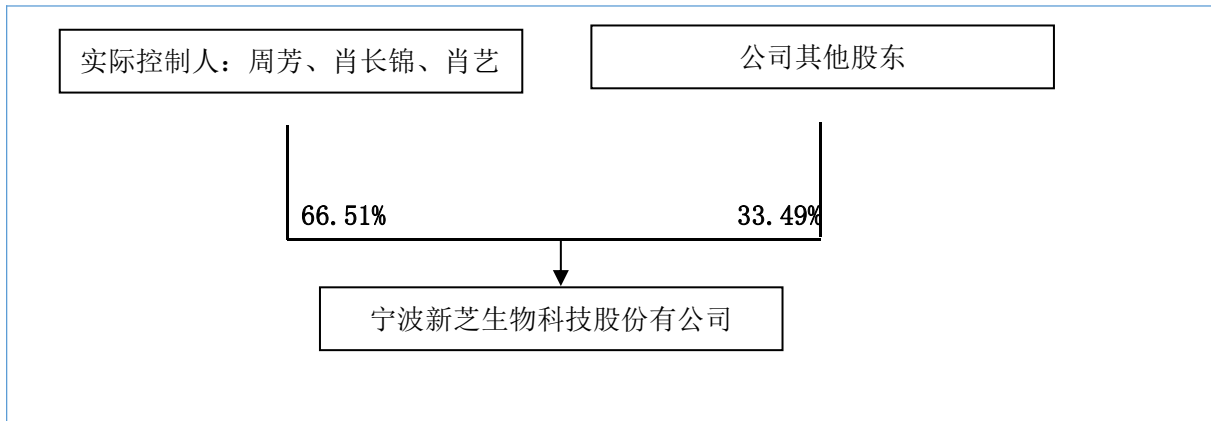 实际控制人：周芳、肖长锦、肖艺
公司其他股东
66.51%
33.49%
宁波新芝生物科技股份有公司